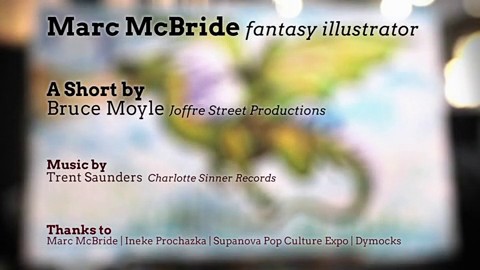 Marc McBride fantasy illustrator
A Short by
Bruce Moyle Joffre Street Productions
Music by
Trent Saunders Charlotte Sinner Records
Thanks to
Marc McBride | Ineke Prochazka | Supanova Pop Culture Expo | Dymocks